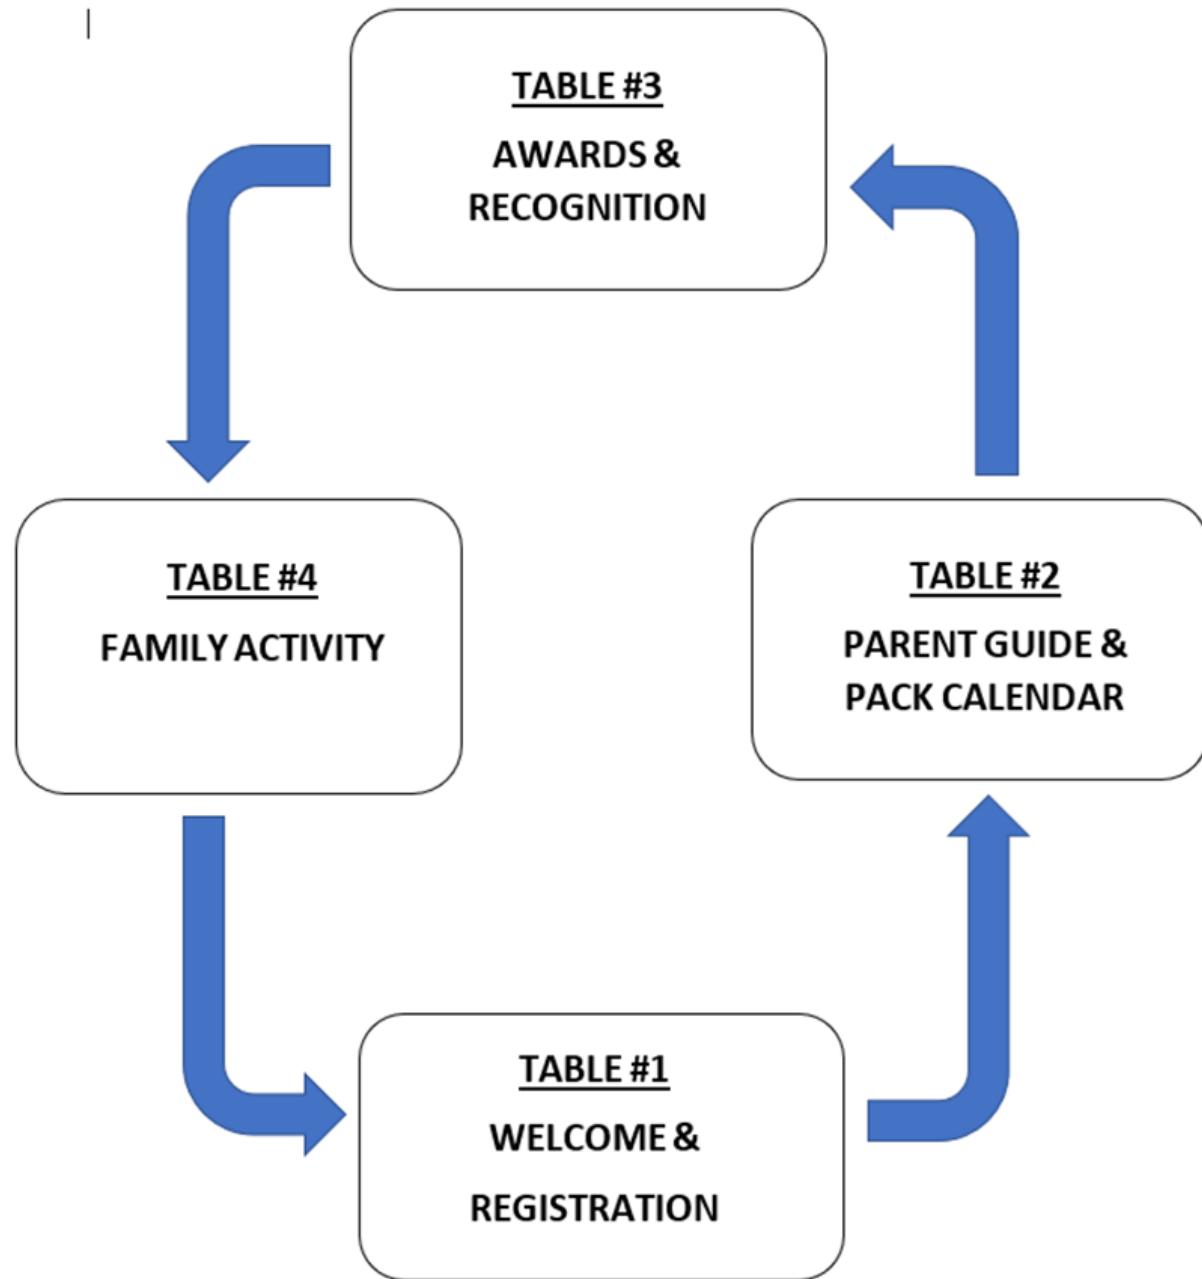 TABLE #3
AWARDS &
RECOGNITION
TABLE #4
FAMILY ACTIVITY
TABLE #2
PARENT GUIDE &
PACK CALENDAR
TABLE #1
WELCOME &
REGISTRATION